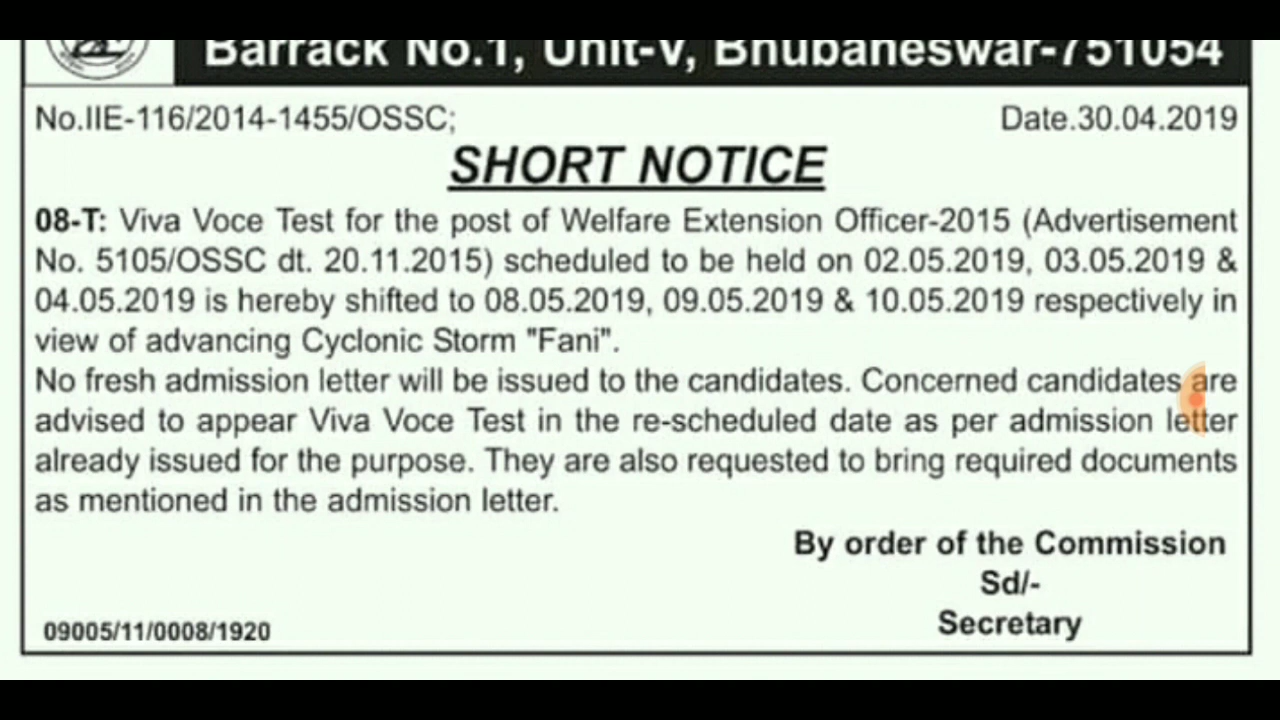 Barrack No.1, Unit-V, Bhubaneswar-751054
No.IIE-116/2014-1455/OSSC;
Date.30.04.2019
SHORT NOTICE
08-T: Viva Voce Test for the post of Welfare Extension Officer-2015 (Advertisement
No. 5105/OSSC dt. 20.11.2015) scheduled to be held on 02.05.2019, 03.05.2019 &
04.05.2019 is hereby shifted to 08.05.2019, 09.05.2019 & 10.05.2019 respectively in
view of advancing Cyclonic Storm "Fani".
No fresh admission letter will be issued to the candidates. Concerned candidates are
advised to appear Viva Voce Test in the re-scheduled date as per admission letter
already issued for the purpose. They are also requested to bring required documents
as mentioned in the admission letter.
By order of the Commission
Sd/-
Secretary
09005/11/0008/1920